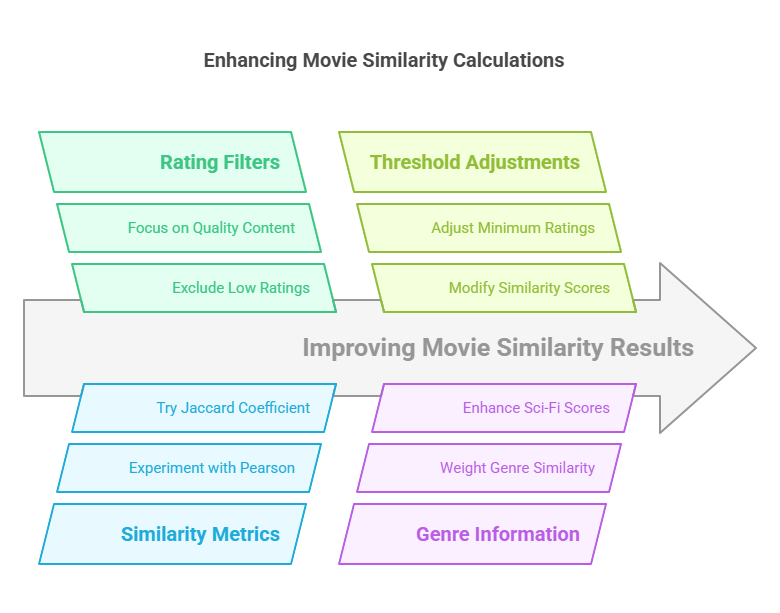 Enhancing Movie Similarity Calculations
Rating Filters
Focus on Quality Content
Exclude Low Ratings
Threshold Adjustments
Adjust Minimum Ratings
Modify Similarity Scores
Improving Movie Similarity Results
Try Jaccard Coefficient
Experiment with Pearson
Similarity Metrics
Enhance Sci-Fi Scores
Weight Genre Similarity
Genre Information